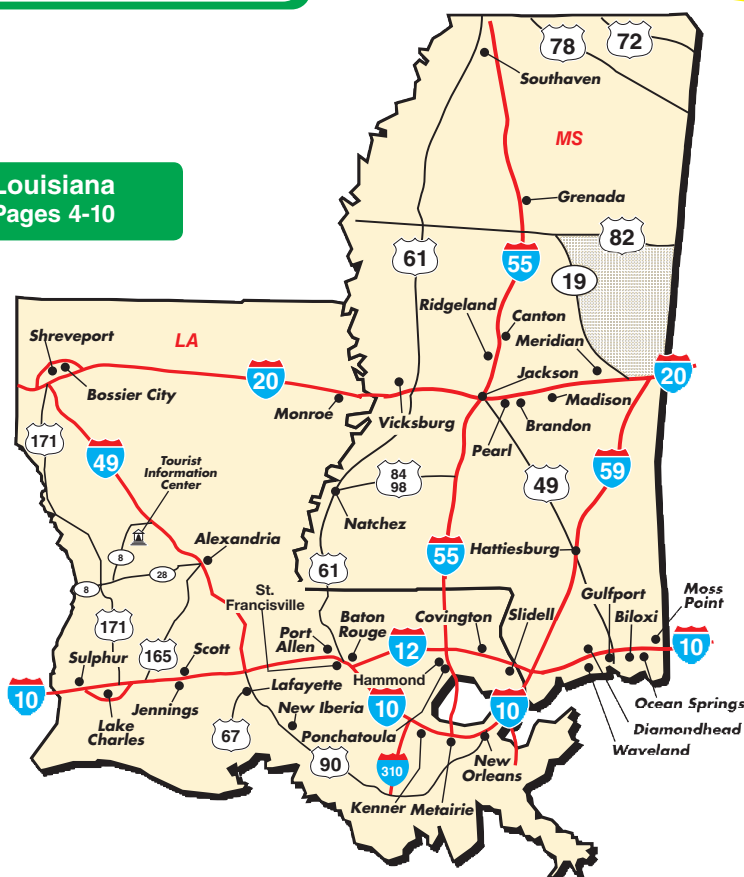 78
72
Southaven
MS
Louisiana
Pages 4-10
Grenada
82
61
55
19
Ridgeland
Canton
Meridian
Shreveport
LA
Bossier City
20
Jackson
20
Monroe
Vicksburg
Madison
Pearl
Brandon
171
49
Tourist
Information
Center
84
98
49
59
Natchez
8
Alexandria
55
Hattiesburg
8
28
61
St.
Francisville
Baton
Rouge
Covington
Slidell
Gulfport
Biloxi
Moss
Point
171
165
Port
Allen
12
10
Sulphur
Scott
Hammond
10
Lake
Charles
Jennings
Lafayette
New Iberia
10
10
Ocean Springs
Ponchatoula
Diamondhead
67
90
310
New
Orleans
Waveland
Kenner
Metairie